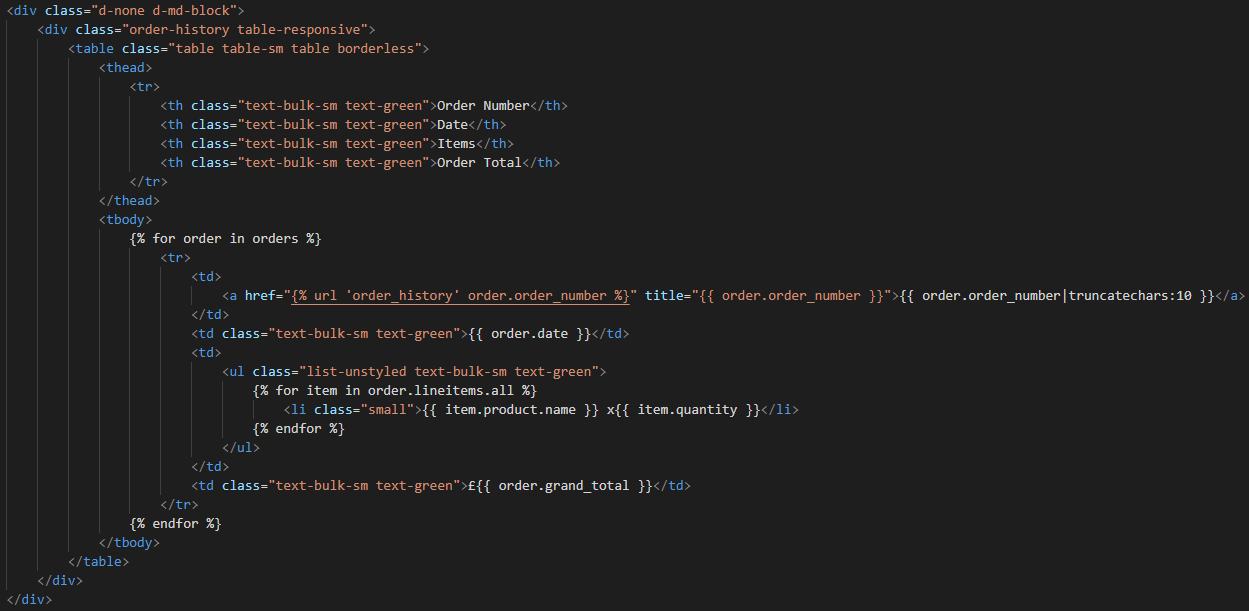 <div class="d-none d-md-block">
<div class="order-history table-responsive">
<table class="table table-sm table borderless">
<thead>
<tr>
<th class="text-bulk-sm text-green">Order Number</th>
<th class="text-bulk-sm text-green">Date</th>
<th class="text-bulk-sm text-green">Items</th>
<th class="text-bulk-sm text-green">Order Total</th>
</tr>
</thead>
<tbody>
{% for order in orders %}
<tr>
<td>
<a href="{% url 'order_history' order.order_number %}" title="{{ order.order_number }}">{{ order.order_number|truncatechars:10 }}</a>
</td>
<td class="text-bulk-sm text-green">{{ order.date }}</td>
<td>
<ul class="list-unstyled text-bulk-sm text-green">
{% for item in order.lineitems.all %}
<li class="small">{{ item.product.name }} x{{ item.quantity }}</li>
{% endfor %}
</ul>
</td>
<td class="text-bulk-sm text-green">£{{ order.grand_total }}</td>
</tr>
{% endfor %}
</tbody>
</table>
</div>
</div>